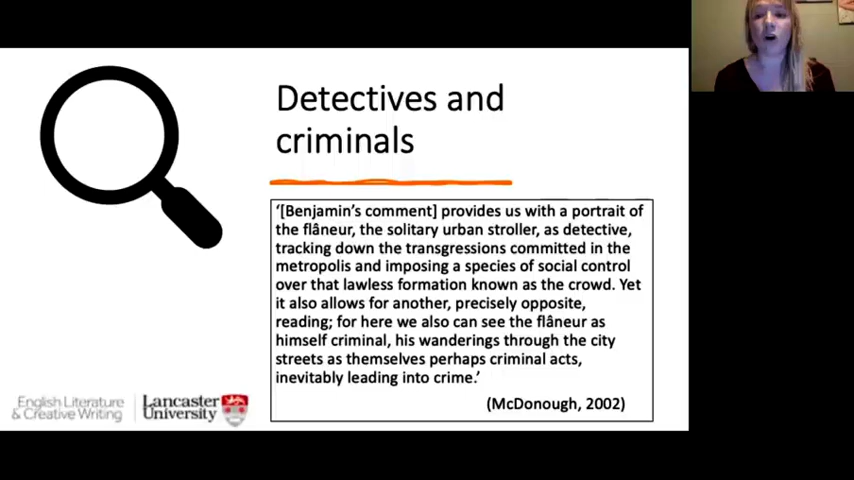 Detectives and
criminals
‘[Benjamin’s comment] provides us with a portrait of
the flâneur, the solitary urban stroller, as detective,
tracking down the transgressions committed in the
metropolis and imposing a species of social control
over that lawless formation known as the crowd. Yet
it also allows for another, precisely opposite,
reading; for here we also can see the flâneur as
himself criminal, his wanderings through the city
streets as themselves perhaps criminal acts,
inevitably leading into crime.’
(McDonough, 2002)
English Literature
& Creative Writing
Lancaster
University